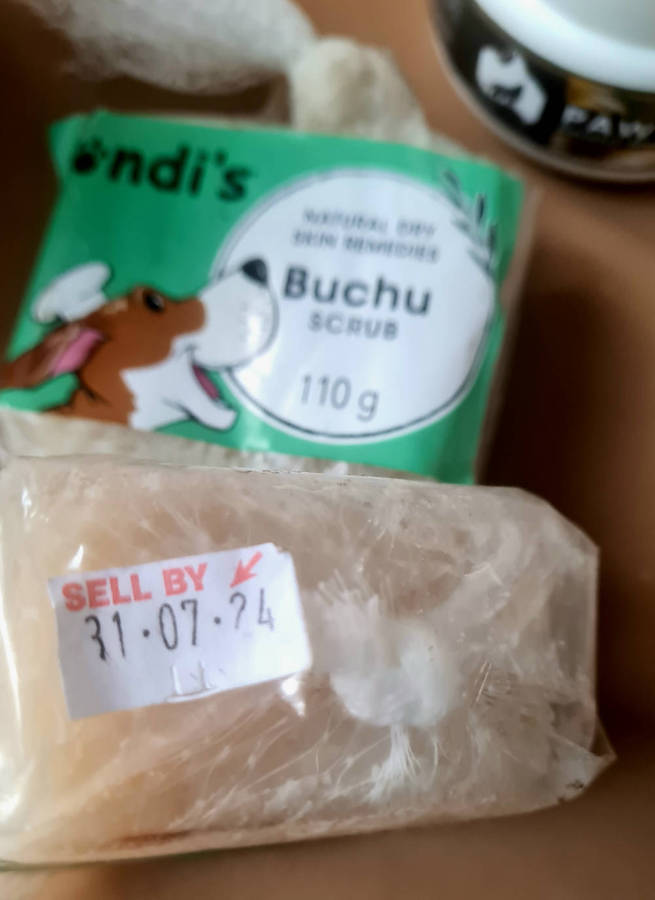 ndi's
NATURAL DRY
SKIN REMEDIES
Buchu
SCRUB
110 g
PAW
SELL BY
31.07.24